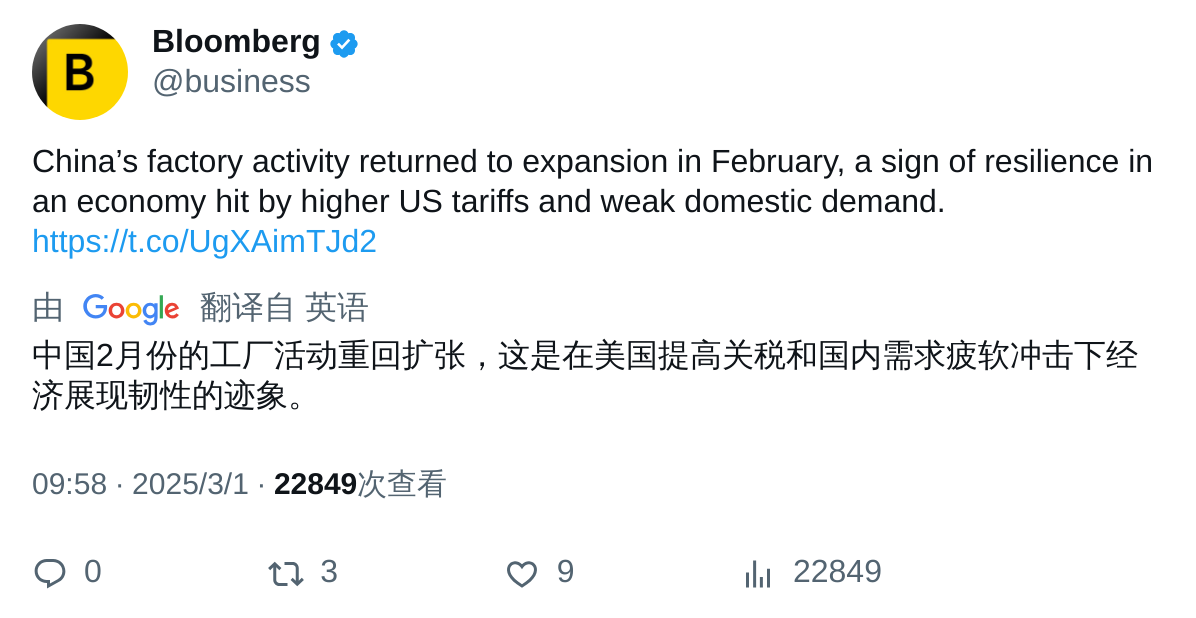 B
Bloomberg
@business
China’s factory activity returned to expansion in February, a sign of resilience in
an economy hit by higher US tariffs and weak domestic demand.
https://t.co/UgXAimTJd2
由 Google 翻译自 英语
中国2月份的工厂活动重回扩张，这是在美国提高关税和国内需求疲软冲击下经
济展现韧性的迹象。
09:58 · 2025/3/1 · 22849次查看
0 3 9 22849